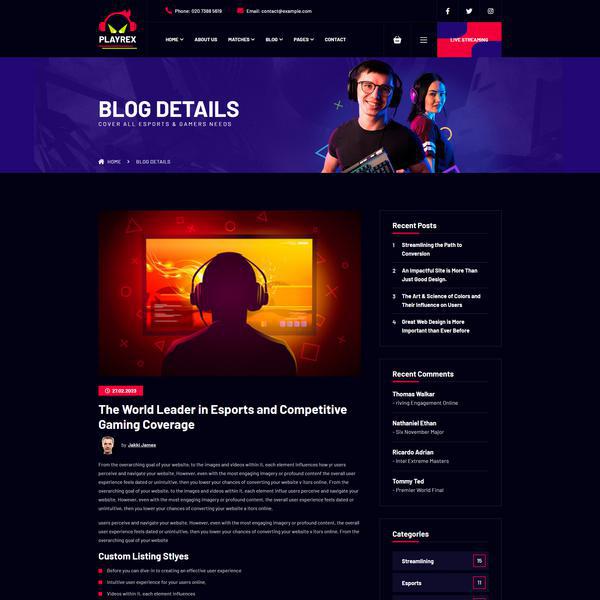 Phone: 020 7388 5619
Email: contact@example.com
PLAYREX
HOME
ABOUT US
MATCHES
BLOG
PAGES
CONTACT
LIVE STREAMING
BLOG DETAILS
COVER ALL ESPORTS & GAMERS NEEDS
HOME
BLOG DETAILS
27.02.2023
The World Leader in Esports and Competitive
Gaming Coverage
by Jakki James
From the overarching goal of your website, to the images and videos within it, each element influences how yr users
perceive and navigate your website. However, even with the most engaging imagery or profound content the overall user
experience feels dated or unintuitive, then you lower your chances of converting your website v itors online. From the
overarching goal of your website, to the images and videos within it, each element influe users perceive and navigate your
website. However, even with the most engaging imagery or profound content, the overall user experience feels dated or
unintuitive, then you lower your chances of converting your website v itors online.
users perceive and navigate your website. However, even with the most engaging imagery or profound content, the overall
user experience feels dated or unintuitive, then you lower your chances of converting your website v itors online. From the
overarching goal of your website
Custom Listing Stlyes
Before you can dive-in to creating an effective user experience
Intuitive user experience for your users online,
Videos within it, each element influences
Recent Posts
1 Streamlining the Path to
Conversion
2 An Impactful Site is More Than
Just Good Design.
3 The Art & Science of Colors and
Their Influence on Users
4 Great Web Design is More
Important than Ever Before
Recent Comments
Thomas Walkar
- riving Engagement Online
Nathaniel Ethan
- Six November Major
Ricardo Adrian
- Intel Extreme Masters
Tommy Ted
- Premier World Final
Categories
Streamlining 15
Esports 11